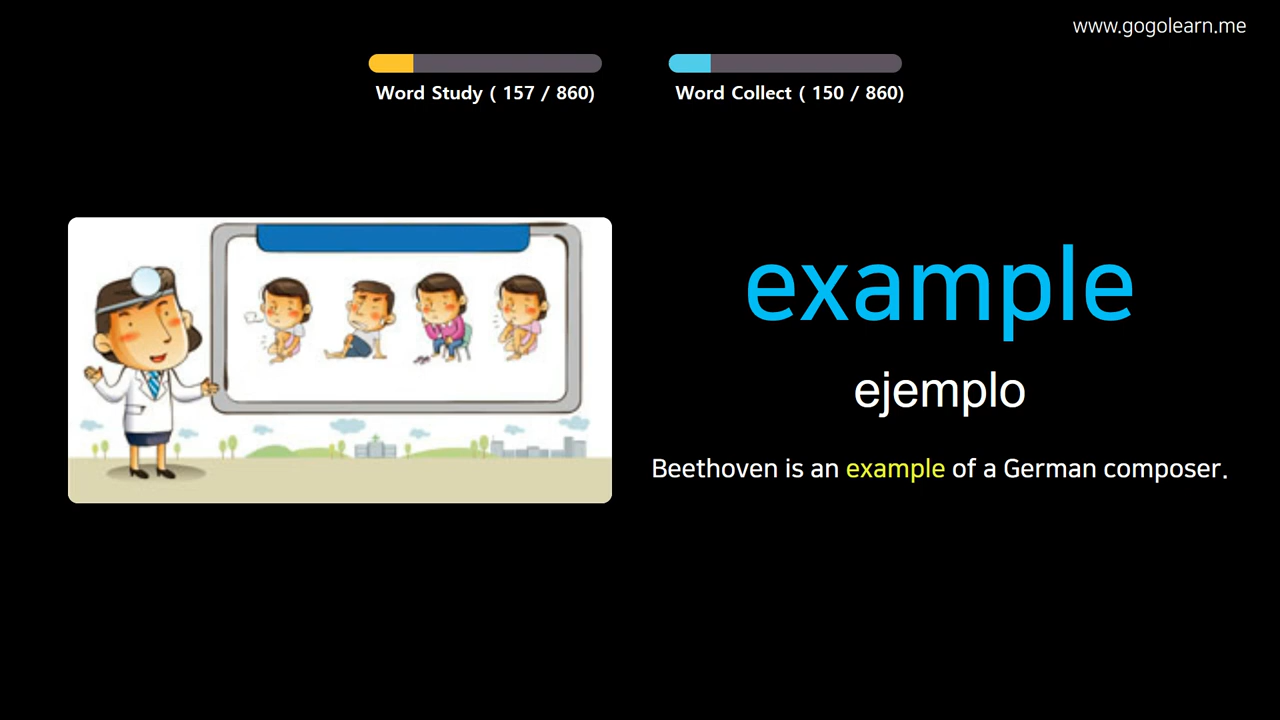 www.gogolearn.me
Word Study ( 157 / 860)
Word Collect ( 150 / 860)
example
ejemplo
Beethoven is an example of a German composer.